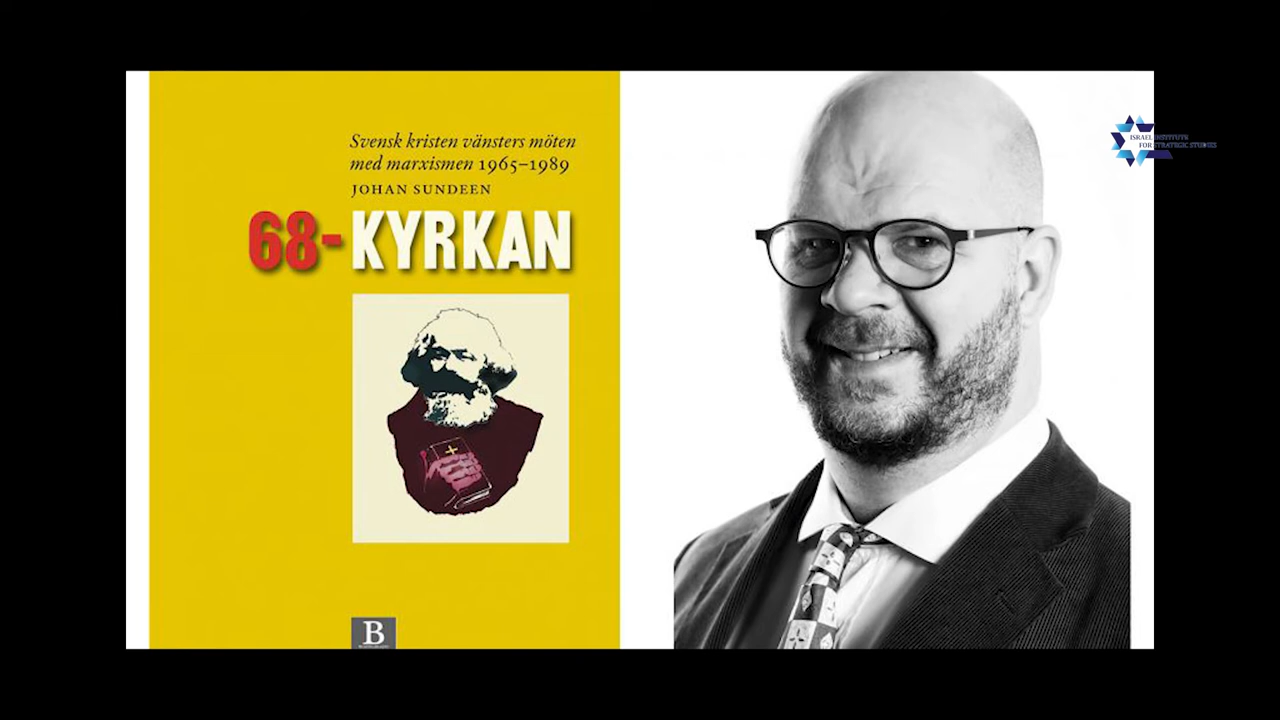 Svensk kristen vänsters möten
med marxismen 1965–1989
JOHAN SUNDEEN
68-KYRKAN
B
ISRAEL INSTITUTE
FOR STRATEGIC STUDIES